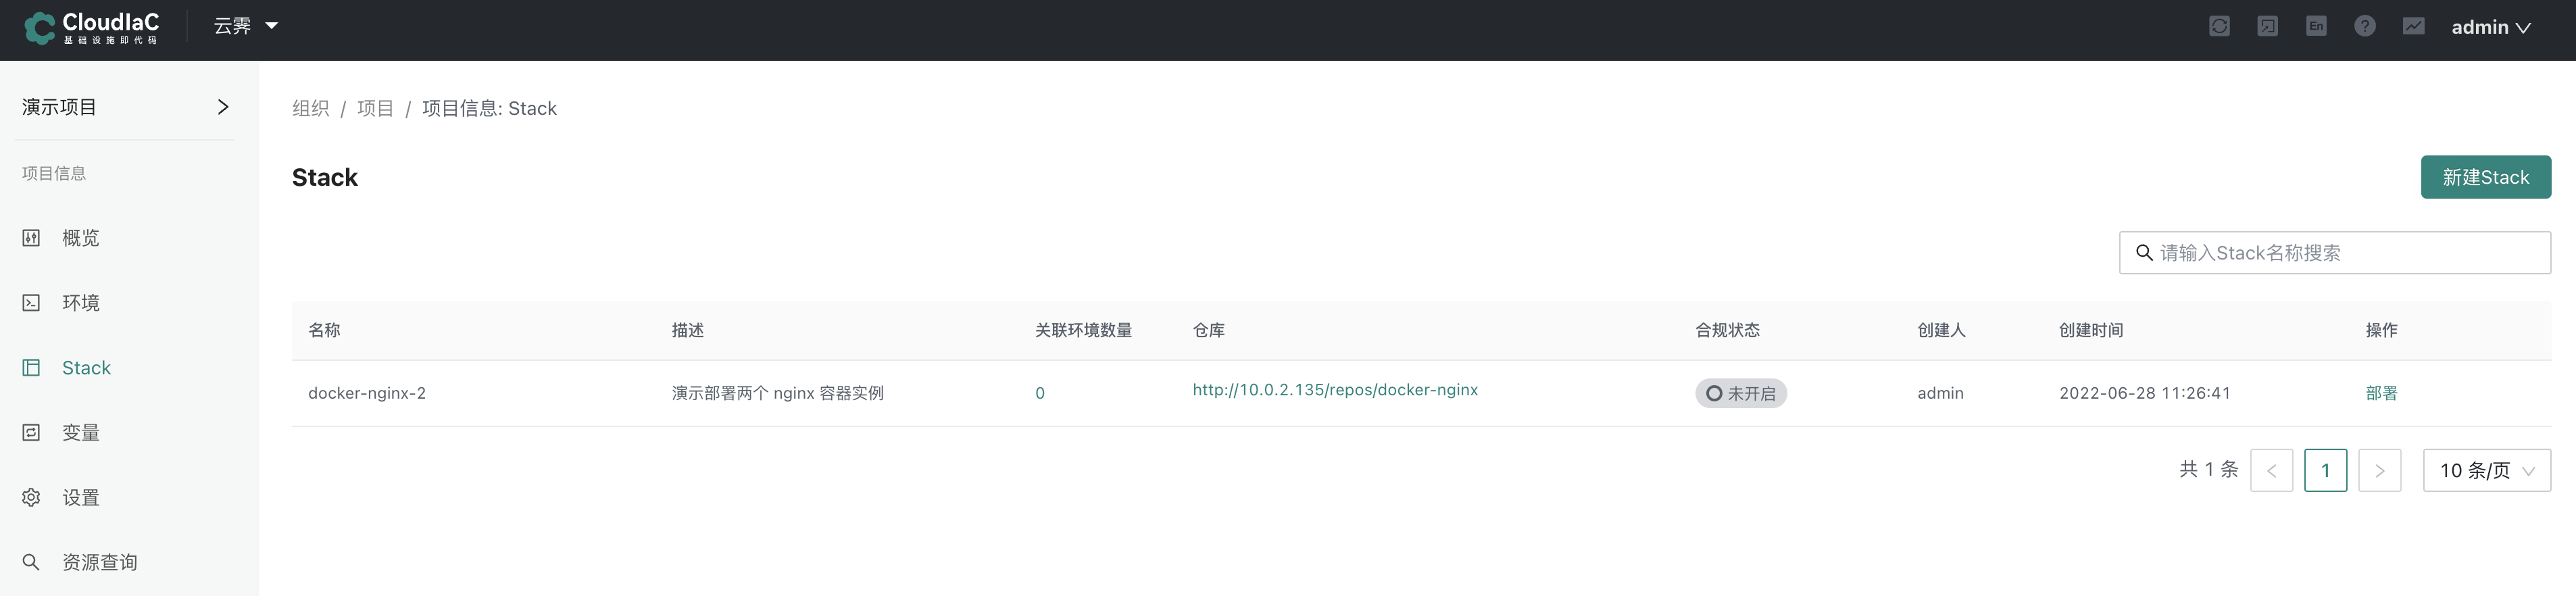 CloudIaC
基础设施即代码
云霁
En
?
admin
演示项目
项目信息
概览
环境
Stack
变量
设置
资源查询
组织 / 项目 / 项目信息: Stack
Stack
新建Stack
请输入Stack名称搜索
名称 描述 关联环境数量 仓库 合规状态 创建人 创建时间 操作
docker-nginx-2 演示部署两个 nginx 容器实例 0 http://10.0.2.135/repos/docker-nginx 未开启 admin 2022-06-28 11:26:41 部署
共 1 条 < 1 > 10 条/页